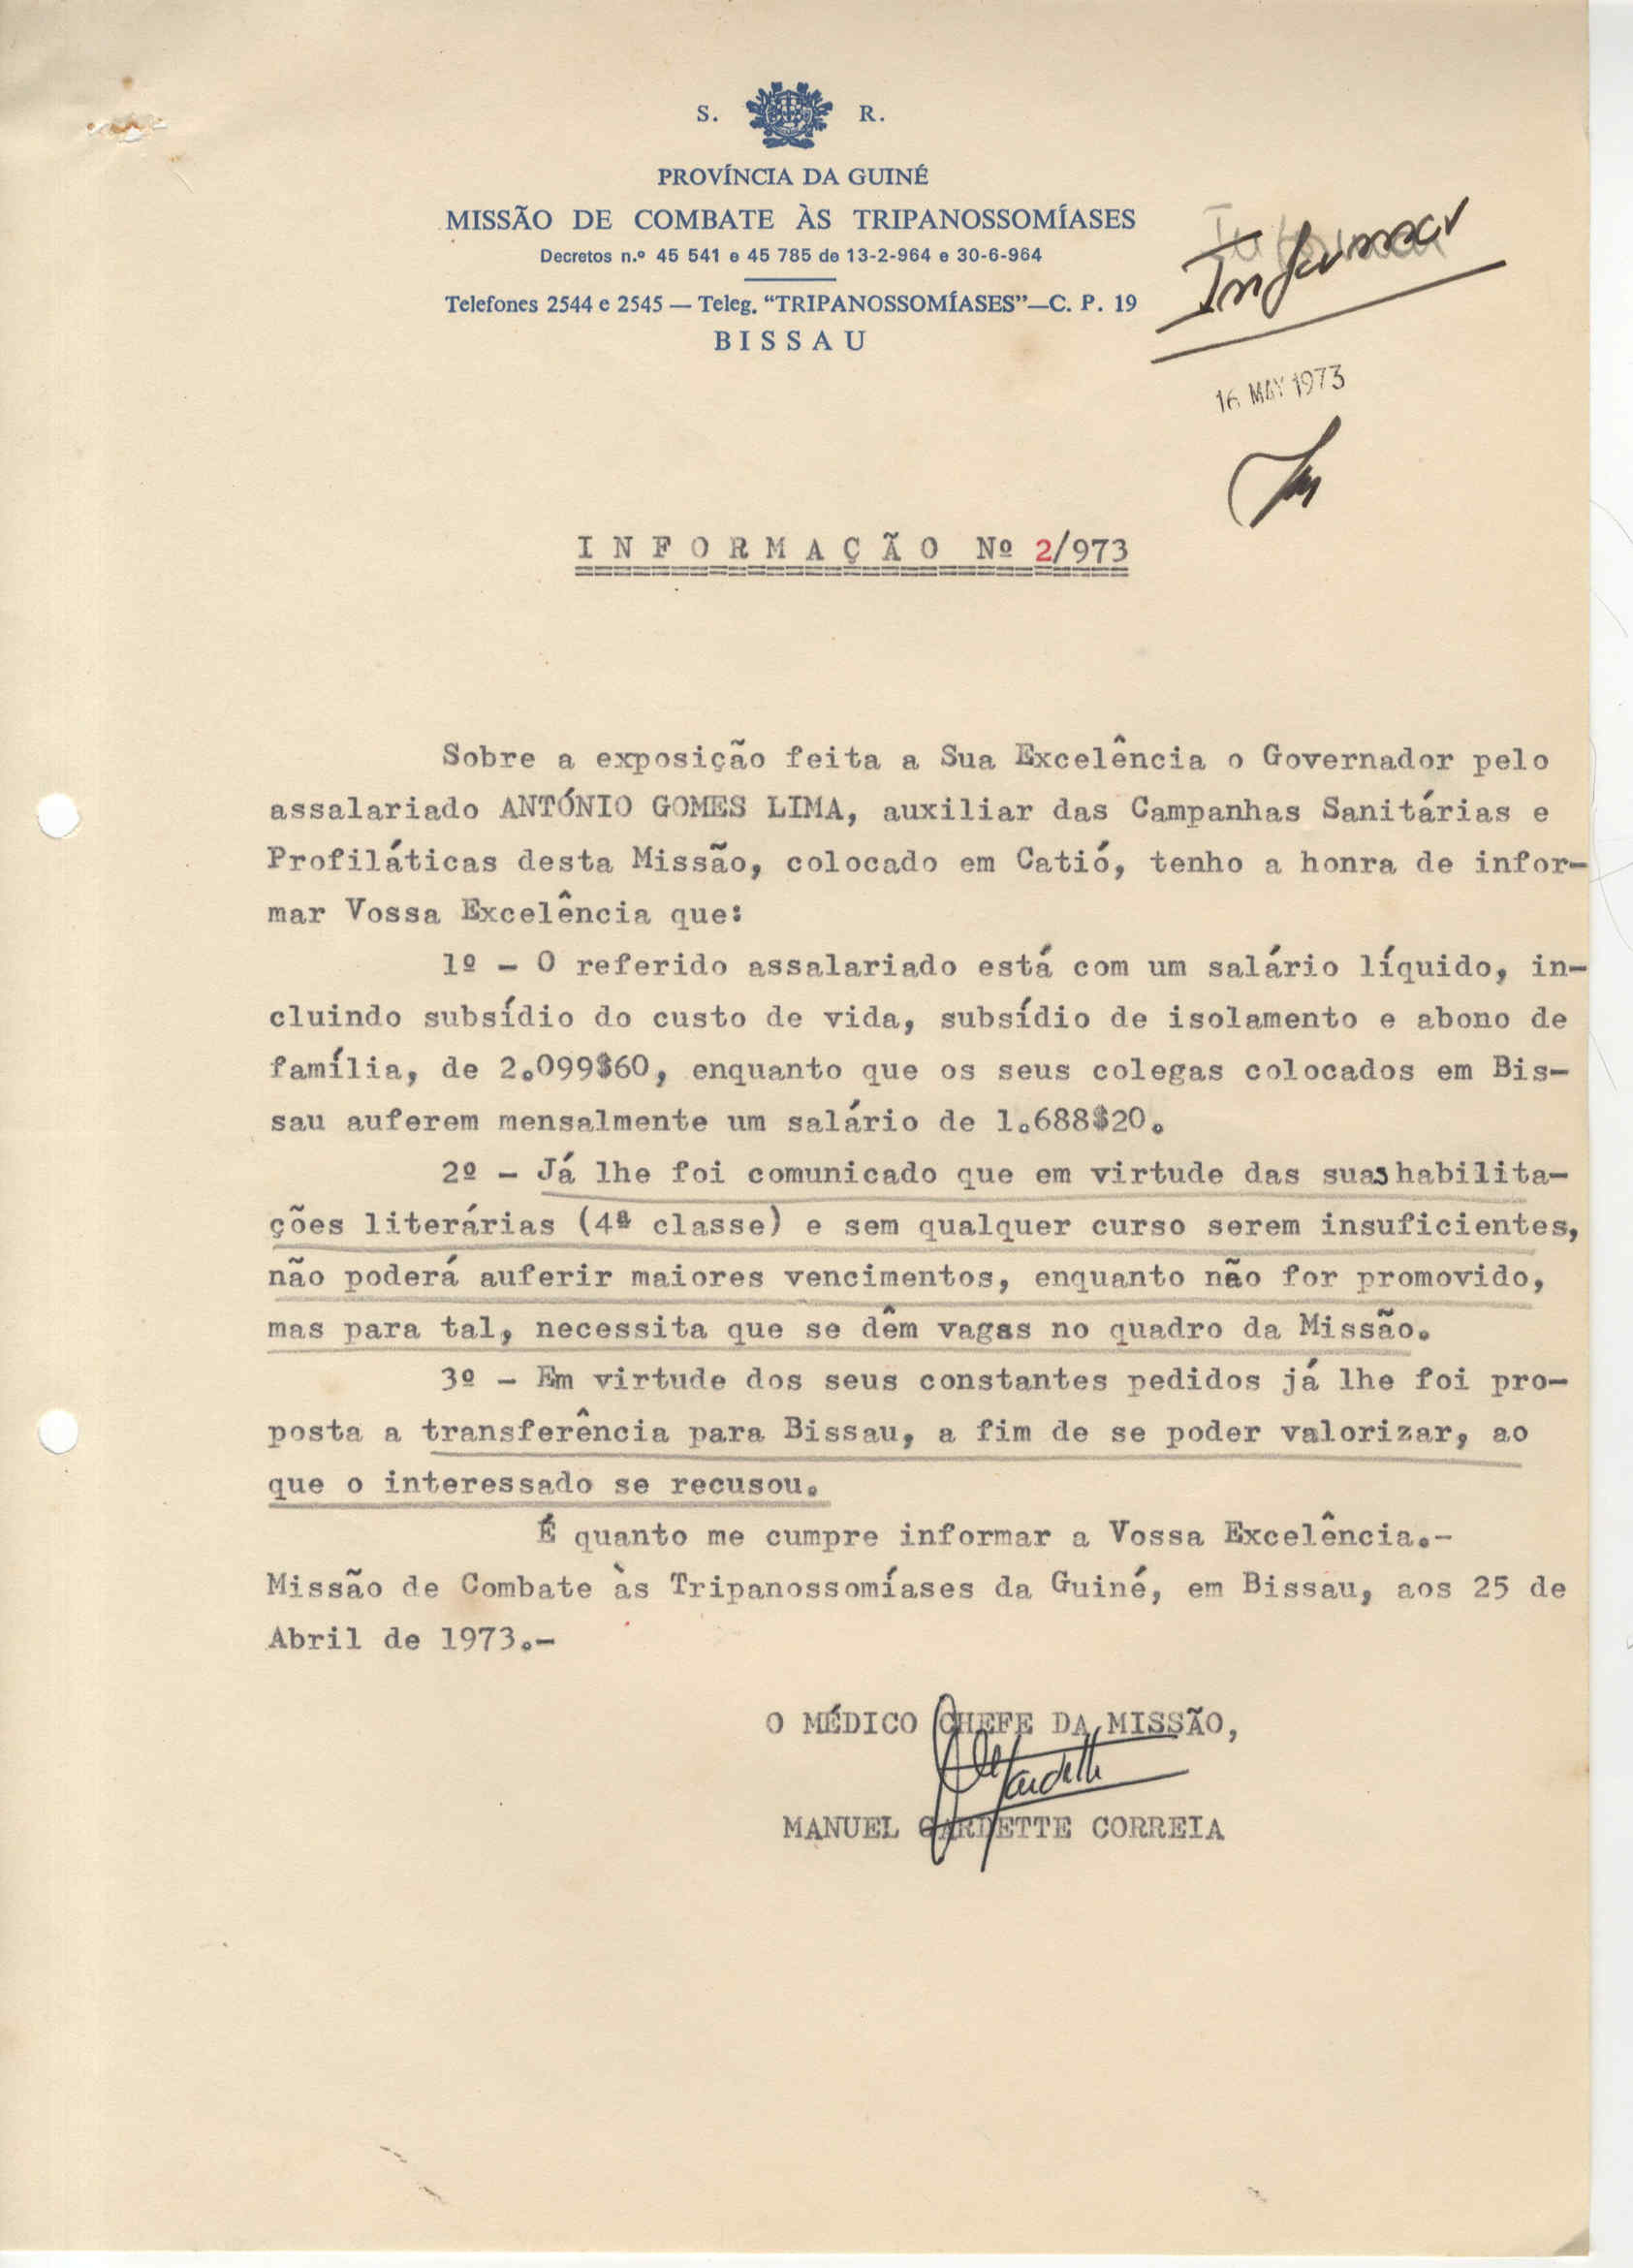 S. R.
PROVÍNCIA DA GUINÉ
MISSÃO DE COMBATE ÀS TRIPANOSSOMÍASES
Decretos n.º 45 541 e 45 785 de 13-2-964 e 30-6-964
Telefones 2544 e 2545 — Teleg. “TRIPANOSSOMÍASES”—C. P. 19
BISSAU
Informar
16 MAY 1973
INFORMAÇÃO Nº 2/973
Sobre a exposição feita a Sua Excelência o Governador pelo
assalariado ANTÓNIO GOMES LIMA, auxiliar das Campanhas Sanitárias e
Profiláticas desta Missão, colocado em Catió, tenho a honra de infor-
mar Vossa Excelência que:
1º - O referido assalariado está com um salário líquido, in-
cluindo subsídio do custo de vida, subsídio de isolamento e abono de
família, de 2.099$60, enquanto que os seus colegas colocados em Bis-
sau auferem mensalmente um salário de 1.688$20.
2º - Já lhe foi comunicado que em virtude das suas habilita-
ções literárias (4ª classe) e sem qualquer curso serem insuficientes,
não poderá auferir maiores vencimentos, enquanto não for promovido,
mas para tal, necessita que se dêm vagas no quadro da Missão.
3º - Em virtude dos seus constantes pedidos já lhe foi pro-
posta a transferência para Bissau, a fim de se poder valorizar, ao
que o interessado se recusou.
É quanto me cumpre informar a Vossa Excelência.-
Missão de Combate às Tripanossomíases da Guiné, em Bissau, aos 25 de
Abril de 1973.-
O MÉDICO CHEFE DA MISSÃO,
MANUEL GARDETTE CORREIA